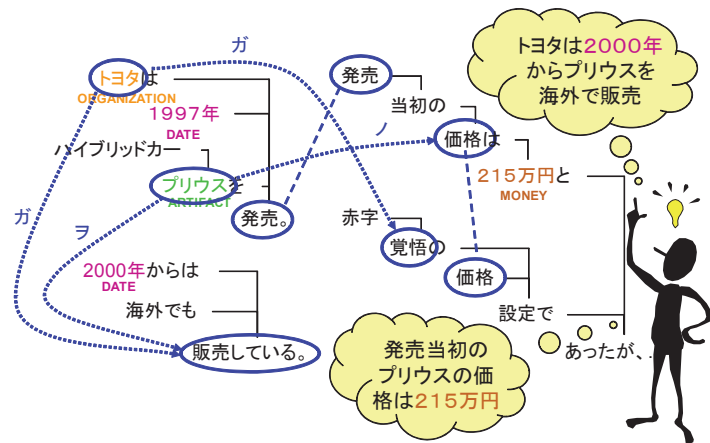 ガ
トヨタは
ORGANIZATION
1997年
DATE
ハイブリッドカー
プリウスを
ARTIFACT
発売。
ガ
ヲ
2000年からは
DATE
海外でも
販売している。
ノ
発売
当初の
価格は
215万円と
MONEY
赤字
覚悟の
価格
設定で
あったが、.
トヨタは2000年
からプリウスを
海外で販売
発売当初の
プリウスの価
格は215万円